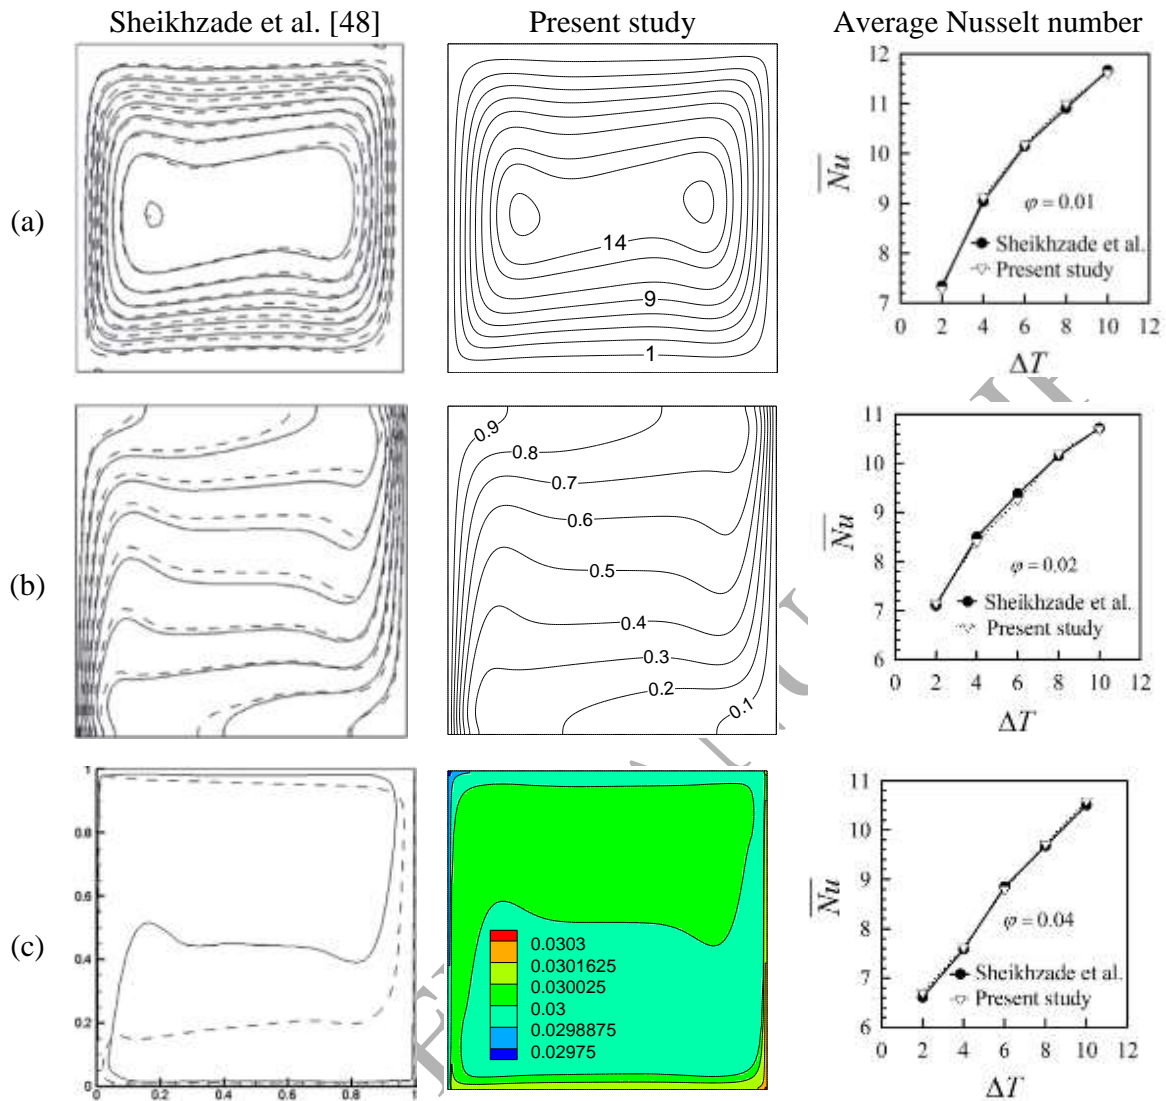 Sheikhzade et al. [48] Present study Average Nusselt number
(a)
14
9
1
12
11
10
9
8
7
0 2 4 6 8 10 12
Nu
φ = 0.01
Sheikhzade et al.
Present study
ΔT
(b)
0.9
0.8
0.7
0.6
0.5
0.4
0.3
0.2
0.1
11
10
9
8
7
6
0 2 4 6 8 10 12
Nu
φ = 0.02
Sheikhzade et al.
Present study
ΔT
(c)
1
0.8
0.6
0.4
0.2
0
0 0.2 0.4 0.6 0.8 1
0.0303
0.0301625
0.030025
0.03
0.0298875
0.02975
11
10
9
8
7
6
0 2 4 6 8 10 12
Nu
φ = 0.04
Sheikhzade et al.
Present study
ΔT